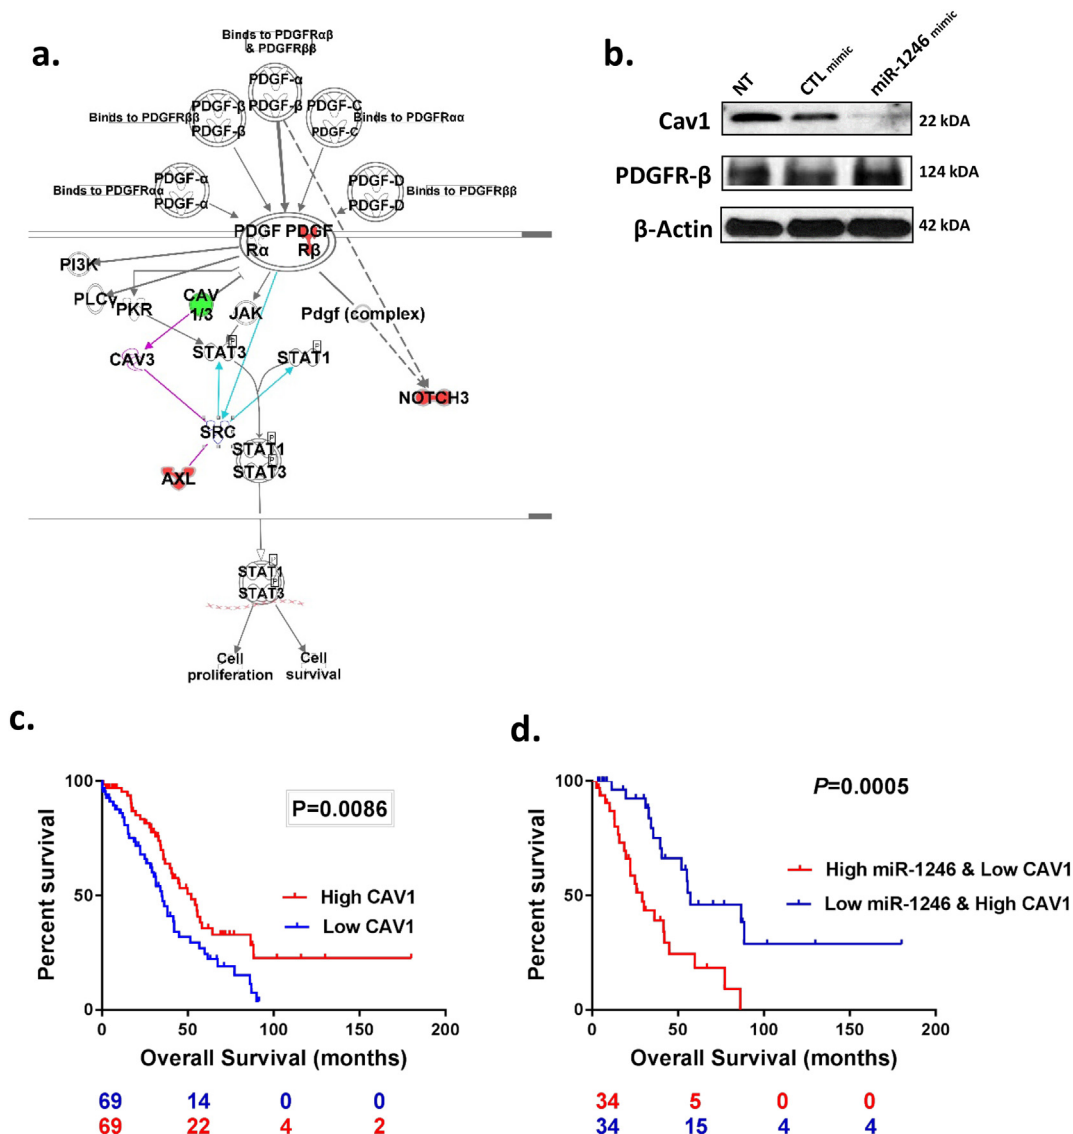 a.
Binds to PDGFRαβ
& PDGFRββ
PDGF-α
PDGF-β
PDGF-β
PDGF-β
Binds to PDGFRββ
PDGF-C
PDGF-C
Binds to PDGFRαα
PDGF-α
PDGF-α
Binds to PDGFRαα
PDGF-D
PDGF-D
Binds to PDGFRββ
PDGF
Rα
PDGF
Rβ
PI3K
PLCγ
PKR
CAV
1/3
JAK
Pdgf (complex)
CAV3
STAT3
P
STAT1
P
NOTCH3
SRC
AXL
STAT1
P
STAT3
P
STAT1
P
STAT3
P
Cell
proliferation
Cell
survival
b.
NT
CTL mimic
miR-1246 mimic
Cav1
22 kDA
PDGFR-β
124 kDA
β-Actin
42 kDA
c.
Percent survival
100
50
0
P=0.0086
High CAV1
Low CAV1
0 50 100 150 200
Overall Survival (months)
69 14 0 0
69 22 4 2
d.
Percent survival
100
50
0
P=0.0005
High miR-1246 & Low CAV1
Low miR-1246 & High CAV1
0 50 100 150 200
Overall Survival (months)
34 5 0 0
34 15 4 4